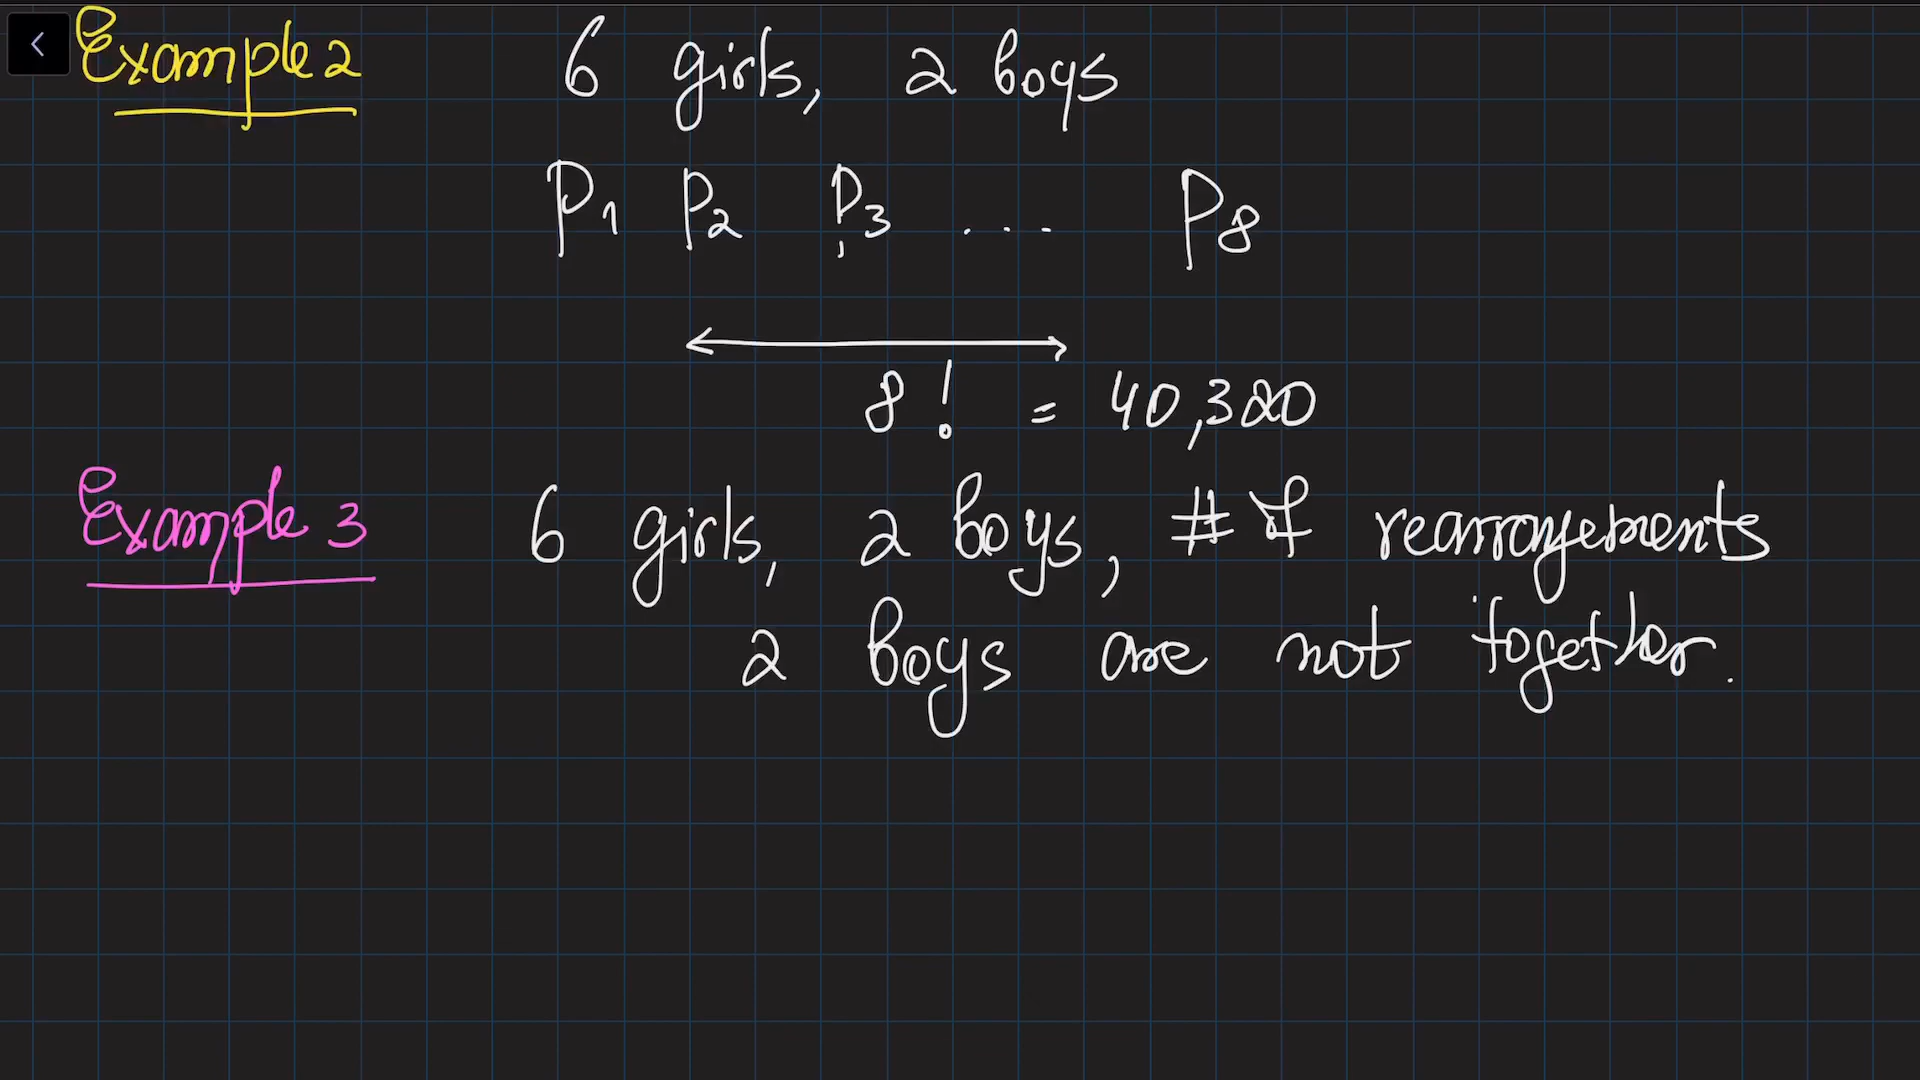 Example 2 6 girls, 2 boys
P1 P2 P3 .... P8
8! = 40,320
Example 3 6 girls, 2 boys, # of rearrangements
2 boys are not together.